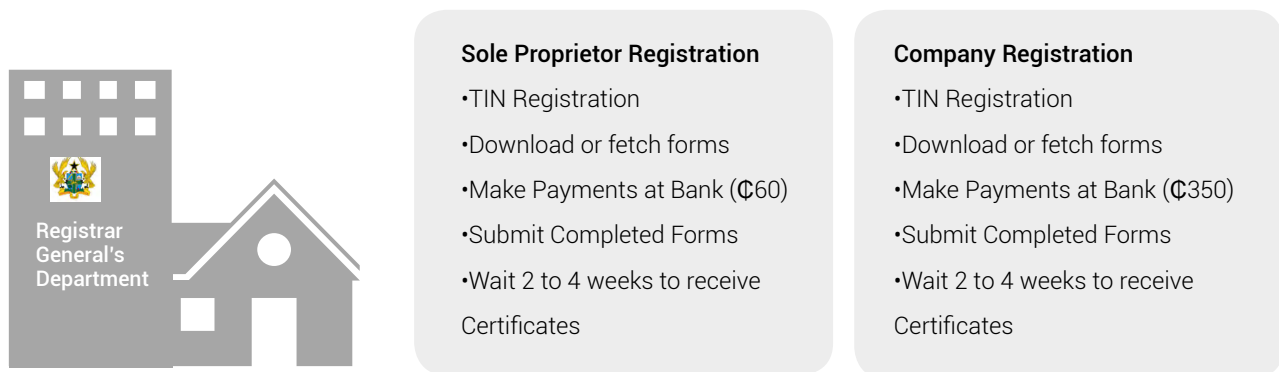 Registrar
General's
Department
Sole Proprietor Registration
•TIN Registration
•Download or fetch forms
•Make Payments at Bank (₵60)
•Submit Completed Forms
•Wait 2 to 4 weeks to receive
Certificates
Company Registration
•TIN Registration
•Download or fetch forms
•Make Payments at Bank (₵350)
•Submit Completed Forms
•Wait 2 to 4 weeks to receive
Certificates